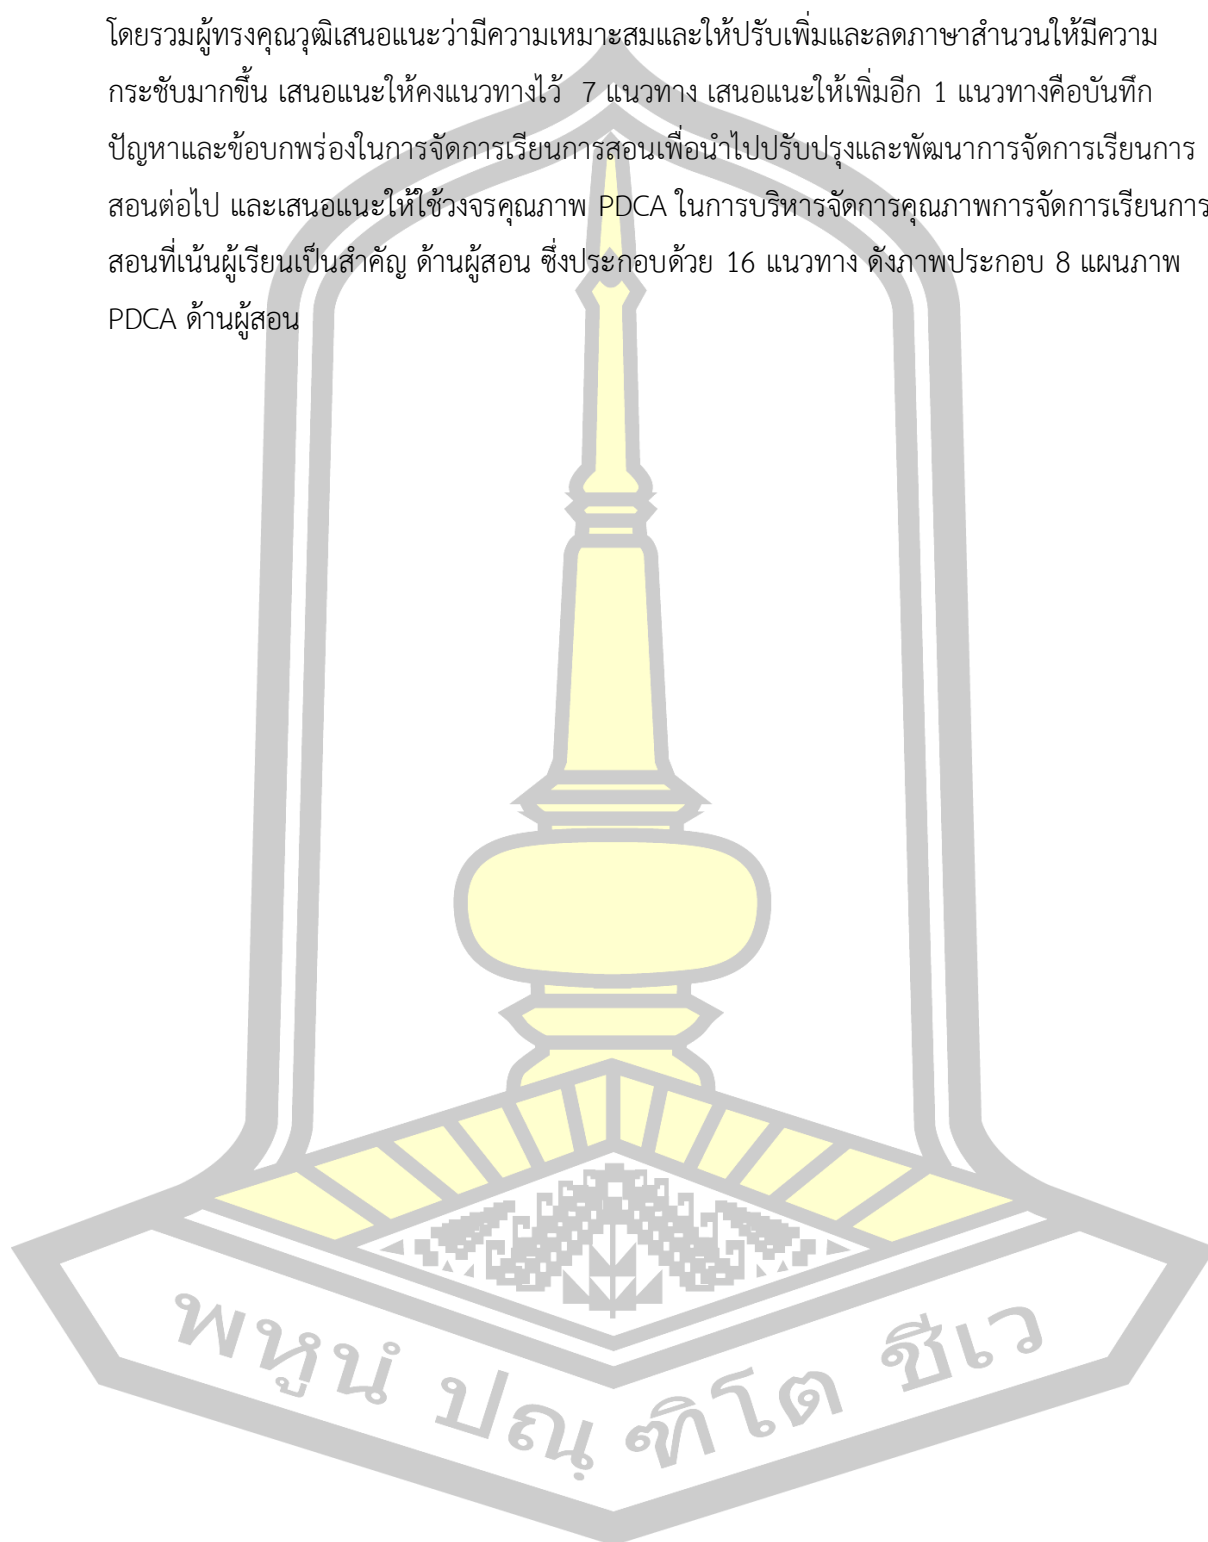 โดยรวมผู้ทรงคุณวุฒิเสนอแนะว่ามีความเหมาะสมและให้ปรับเพิ่มและลดภาษาสำนวนให้มีความ
กระชับมากขึ้น เสนอแนะให้คงแนวทางไว้ 7 แนวทาง เสนอแนะให้เพิ่มอีก 1 แนวทางคือบันทึก
ปัญหาและข้อบกพร่องในการจัดการเรียนการสอนเพื่อนำไปปรับปรุงและพัฒนาการจัดการเรียนการ
สอนต่อไป และเสนอแนะให้ใช้วงจรคุณภาพ PDCA ในการบริหารจัดการคุณภาพการจัดการเรียนการ
สอนที่เน้นผู้เรียนเป็นสำคัญ ด้านผู้สอน ซึ่งประกอบด้วย 16 แนวทาง ดังภาพประกอบ 8 แผนภาพ
PDCA ด้านผู้สอน
พหูนํ ปณฺฑิโต ชีเว